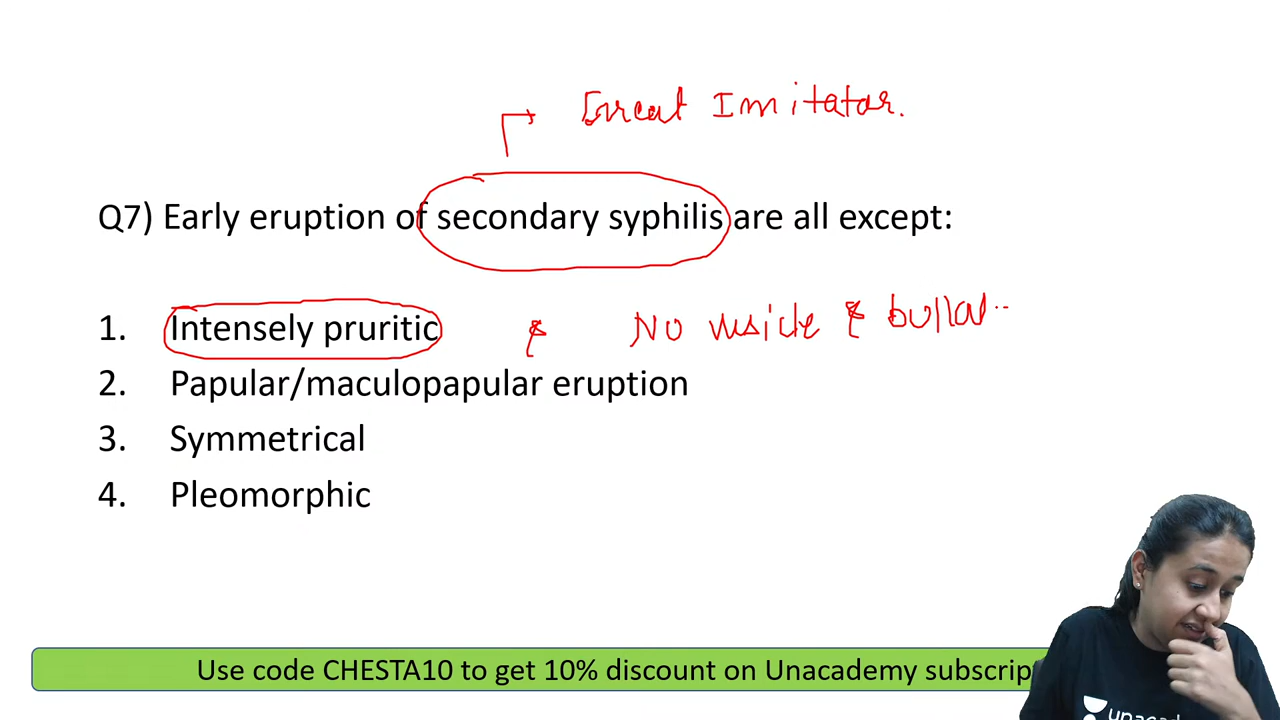 Great Imitator.
Q7) Early eruption of secondary syphilis are all except:
1. Intensely pruritic & No vesicle & bullae..
2. Papular/maculopapular eruption
3. Symmetrical
4. Pleomorphic
Use code CHESTA10 to get 10% discount on Unacademy subscrip
unacad